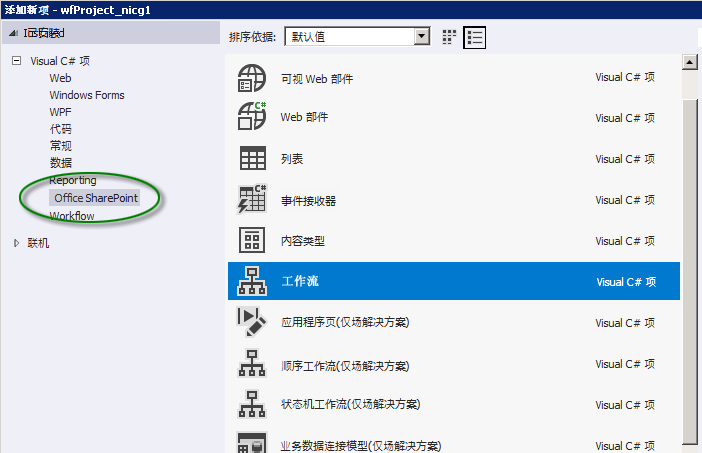 添加新项 - wfProject_nicg1
排序依据: 默认值
Visual C# 项
Web
Windows Forms
WPF
代码
常规
数据
Reporting
Office SharePoint
Workflow
联机
可视 Web 部件 Visual C# 项
C# Web 部件 Visual C# 项
列表 Visual C# 项
C# 事件接收器 Visual C# 项
内容类型 Visual C# 项
工作流 Visual C# 项
应用程序页(仅场解决方案) Visual C# 项
顺序工作流(仅场解决方案) Visual C# 项
状态机工作流(仅场解决方案) Visual C# 项
业务数据连接模型(仅场解决方案) Visual C# 项